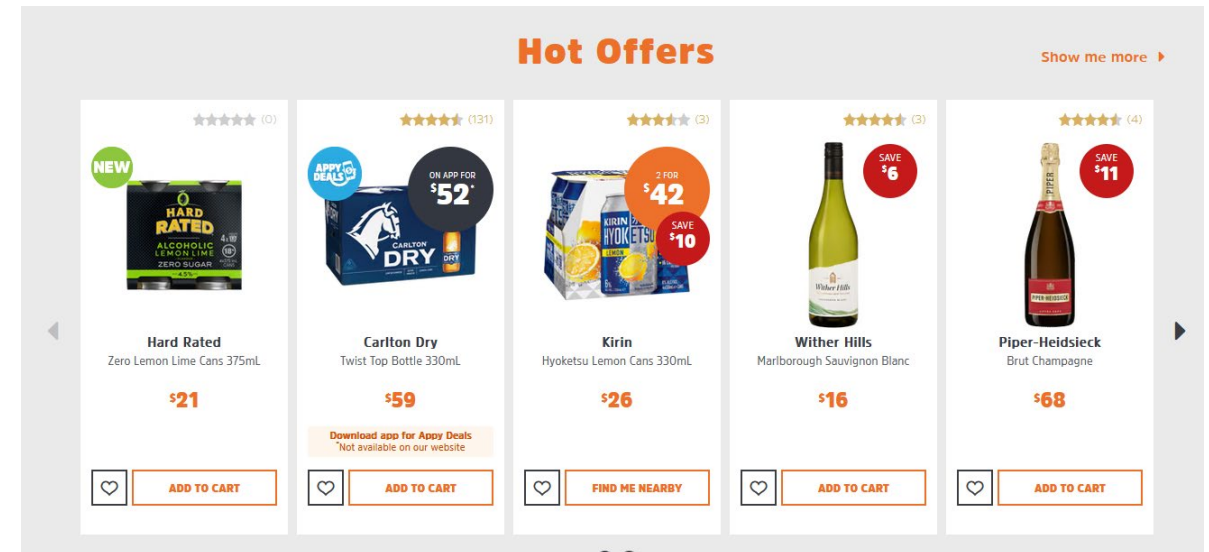 Hot Offers
Show me more
(0)
NEW
HARD
RATED
ALCOHOLIC
LEMON LIME
ZERO SUGAR
4.5%
Hard Rated
Zero Lemon Lime Cans 375mL
$21
ADD TO CART
(131)
APPY
DEALS
ON APP FOR
$52*
CARLTON
DRY
DRY
Carlton Dry
Twist Top Bottle 330mL
$59
Download app for Appy Deals
*Not available on our website
ADD TO CART
(3)
2 FOR
$42
SAVE
$10
KIRIN
HYOKETSU
LEMON
Kirin
Hyoketsu Lemon Cans 330mL
$26
FIND ME NEARBY
(3)
SAVE
$6
Wither Hills
Wither Hills
Marlborough Sauvignon Blanc
$16
ADD TO CART
(4)
SAVE
$11
PIPER
PIPER-HEIDSIECK
Piper-Heidsieck
Brut Champagne
$68
ADD TO CART